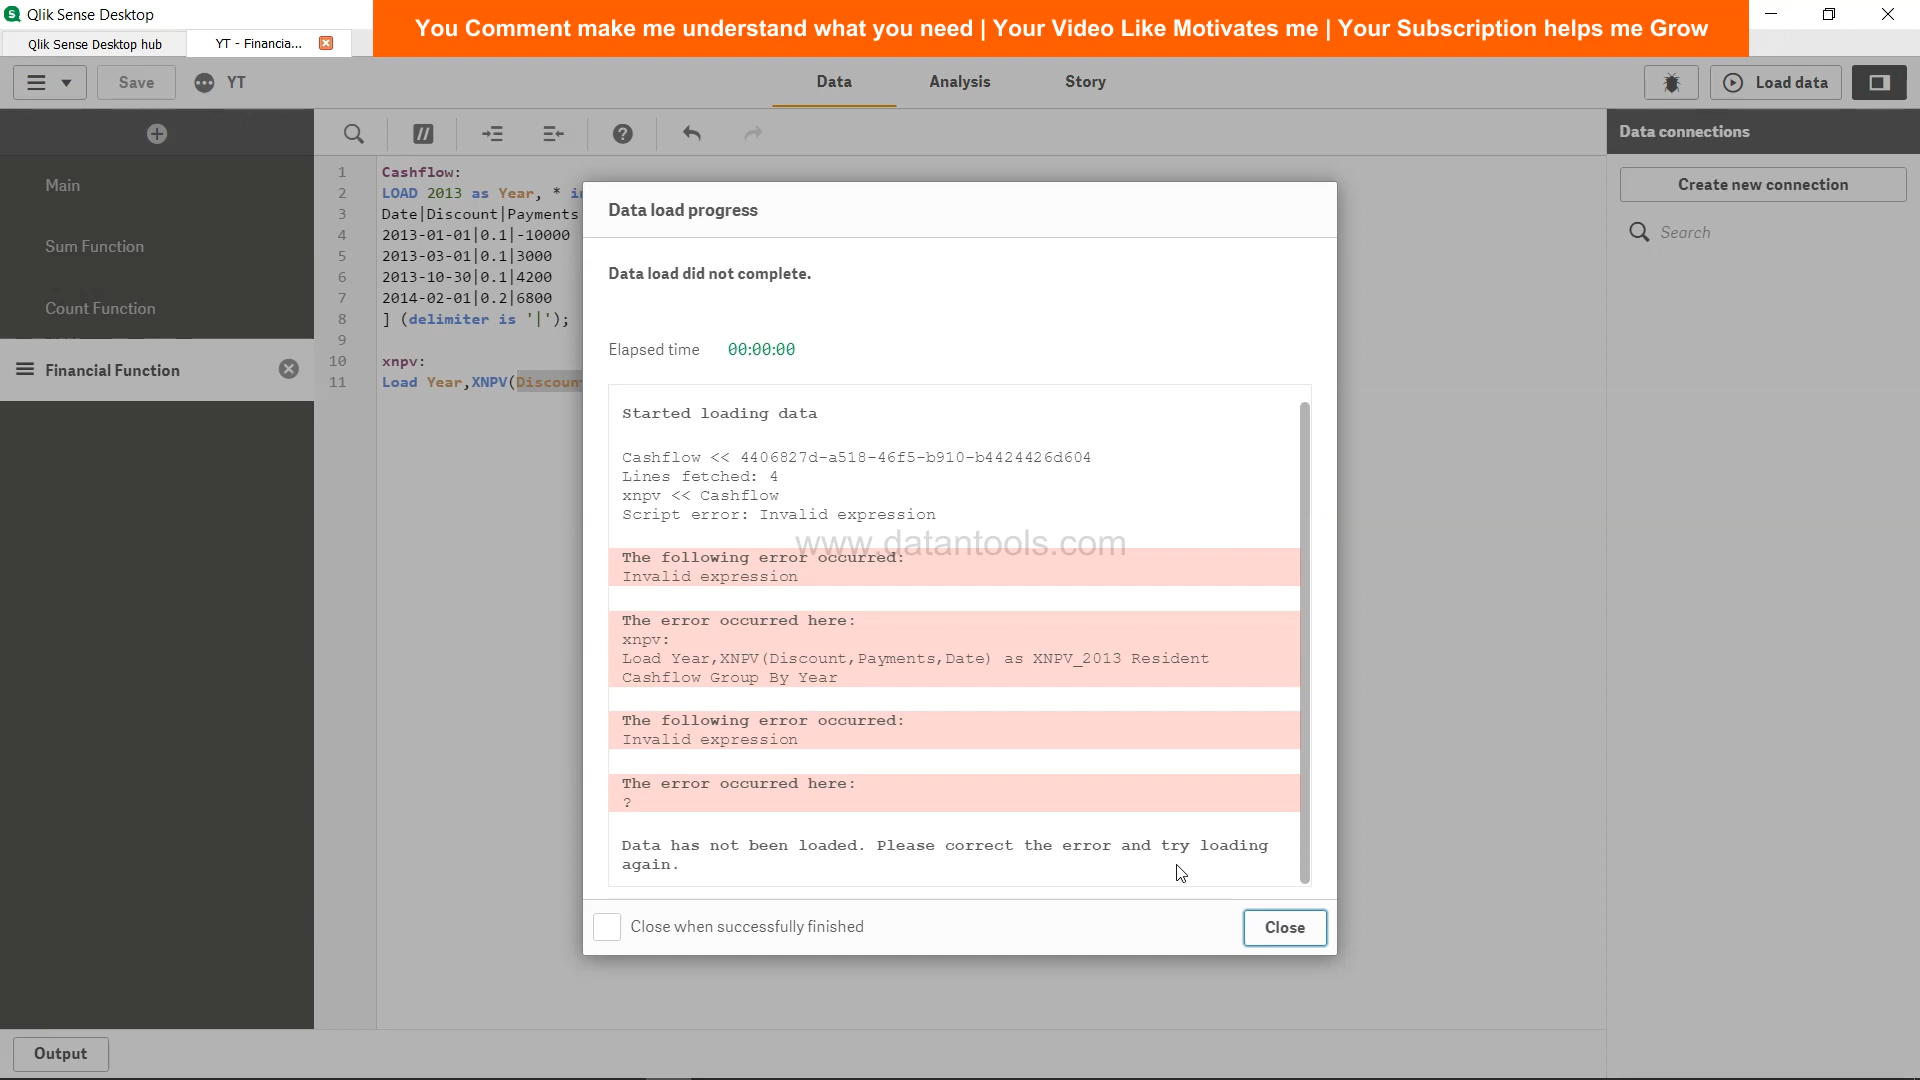 Qlik Sense Desktop
You Comment make me understand what you need | Your Video Like Motivates me | Your Subscription helps me Grow
Qlik Sense Desktop hub
YT - Financia...
Save
YT
Data
Analysis
Story
Load data
Main
Sum Function
Count Function
Financial Function
1 Cashflow:
2 LOAD 2013 as Year, * in
3 Date|Discount|Payments
4 2013-01-01|0.1|-10000
5 2013-03-01|0.1|3000
6 2013-10-30|0.1|4200
7 2014-02-01|0.2|6800
8 ] (delimiter is '|');
9
10 xnpv:
11 Load Year,XNPV(Discoun
Data load progress
Data load did not complete.
Elapsed time 00:00:00
Started loading data
Cashflow << 4406827d-a518-46f5-b910-b4424426d604
Lines fetched: 4
xnpv << Cashflow
Script error: Invalid expression
www.datantools.com
The following error occurred:
Invalid expression
The error occurred here:
xnpv:
Load Year,XNPV(Discount,Payments,Date) as XNPV_2013 Resident
Cashflow Group By Year
The following error occurred:
Invalid expression
The error occurred here:
?
Data has not been loaded. Please correct the error and try loading
again.
Close when successfully finished
Close
Data connections
Create new connection
Search
Output